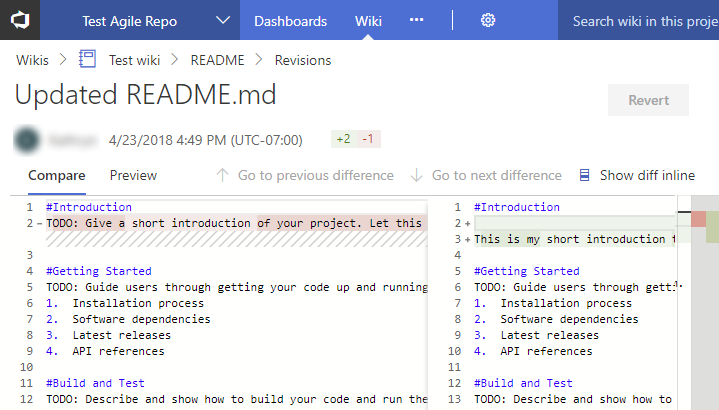 Test Agile Repo Dashboards Wiki ··· Search wiki in this proje
Wikis > Test wiki > README > Revisions
Updated README.md
Revert
4/23/2018 4:49 PM (UTC-07:00) +2 -1
Compare Preview ↑ Go to previous difference ↓ Go to next difference Show diff inline
1 #Introduction
2 – TODO: Give a short introduction of your project. Let this
3
4 #Getting Started
5 TODO: Guide users through getting your code up and running
6 1. Installation process
7 2. Software dependencies
8 3. Latest releases
9 4. API references
10
11 #Build and Test
12 TODO: Describe and show how to build your code and run the
1 #Introduction
2 +
3 + This is my short introduction t
4
5 #Getting Started
6 TODO: Guide users through getti
7 1. Installation process
8 2. Software dependencies
9 3. Latest releases
10 4. API references
11
12 #Build and Test
13 TODO: Describe and show how to